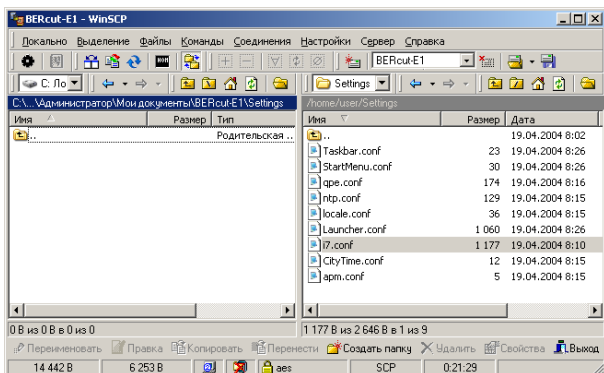 BERcut-E1 - WinSCP
Локально Выделение Файлы Команды Соединения Настройки Сервер Справка
BERcut-E1
C: Ло Settings
C:\...\Администратор\Мои документы\BERcut-E1\Settings /home/user/Settings
Имя Размер Тип Имя Размер Дата
.. Родительская .. .. 19.04.2004 8:02
Taskbar.conf 23 19.04.2004 8:26
StartMenu.conf 30 19.04.2004 8:26
qpe.conf 174 19.04.2004 8:16
ntp.conf 129 19.04.2004 8:15
locale.conf 36 19.04.2004 8:15
Launcher.conf 1 060 19.04.2004 8:26
i7.conf 1 177 19.04.2004 8:10
CityTime.conf 12 19.04.2004 8:15
apm.conf 5 19.04.2004 8:15
0 B из 0 B в 0 из 0 1 177 B из 2 646 B в 1 из 9
Переименовать Правка Копировать Перенести Создать папку Удалить Свойства Выход
14 442 B 6 253 B aes SCP 0:21:29